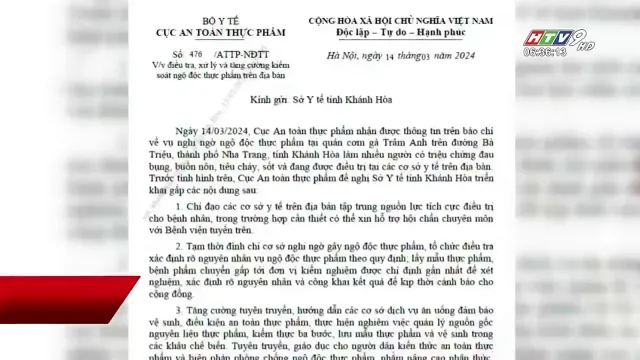 BỘ Y TẾ
CỤC AN TOÀN THỰC PHẨM
CỘNG HÒA XÃ HỘI CHỦ NGHĨA VIỆT NAM
Độc lập – Tự do – Hạnh phúc
HTV9 HD
06:36:13
Số: 476 /ATTP-NĐTT
V/v điều tra, xử lý và tăng cường kiểm
soát ngộ độc thực phẩm trên địa bàn
Hà Nội, ngày 14 tháng 03 năm 2024
Kính gửi: Sở Y tế tỉnh Khánh Hòa
Ngày 14/03/2024, Cục An toàn thực phẩm nhận được thông tin trên báo chí
về vụ nghi ngờ ngộ độc thực phẩm tại quán cơm gà Trâm Anh trên đường Bà
Triệu, thành phố Nha Trang, tỉnh Khánh Hòa làm nhiều người có triệu chứng đau
bụng, buồn nôn, tiêu chảy, sốt và đang được điều trị tại các cơ sở y tế trên địa bàn.
Trước tình hình trên, Cục An toàn thực phẩm đề nghị Sở Y tế tỉnh Khánh Hòa triển
khai gấp các nội dung sau:
1. Chỉ đạo các cơ sở y tế trên địa bàn tập trung nguồn lực tích cực điều trị
cho bệnh nhân, trong trường hợp cần thiết có thể xin hỗ trợ hội chẩn chuyên môn
với Bệnh viện tuyến trên.
2. Tạm thời đình chỉ cơ sở nghi ngờ gây ngộ độc thực phẩm, tổ chức điều tra
xác định rõ nguyên nhân vụ ngộ độc thực phẩm theo quy định; lấy mẫu thực phẩm,
bệnh phẩm chuyển gấp tới đơn vị kiểm nghiệm được chỉ định gần nhất để xét
nghiệm, xác định rõ nguyên nhân và công khai kết quả để kịp thời cảnh báo cho
cộng đồng.
3. Tăng cường tuyên truyền, hướng dẫn các cơ sở dịch vụ ăn uống đảm bảo
vệ sinh, điều kiện an toàn thực phẩm, thực hiện nghiêm việc quản lý nguồn gốc
nguyên liệu thực phẩm, kiểm thực ba bước, lưu mẫu thực phẩm và vệ sinh trong
các khâu chế biến. Tuyên truyền, giáo dục cho người dân kiến thức an toàn thực
phẩm và biện pháp phòng chống ngộ độc thực phẩm, nhằm nâng cao nhận thức